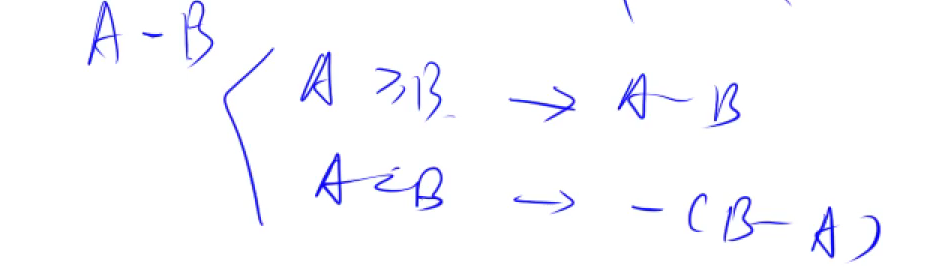 A - B
A ≥ B → A - B
A < B → - (B - A)